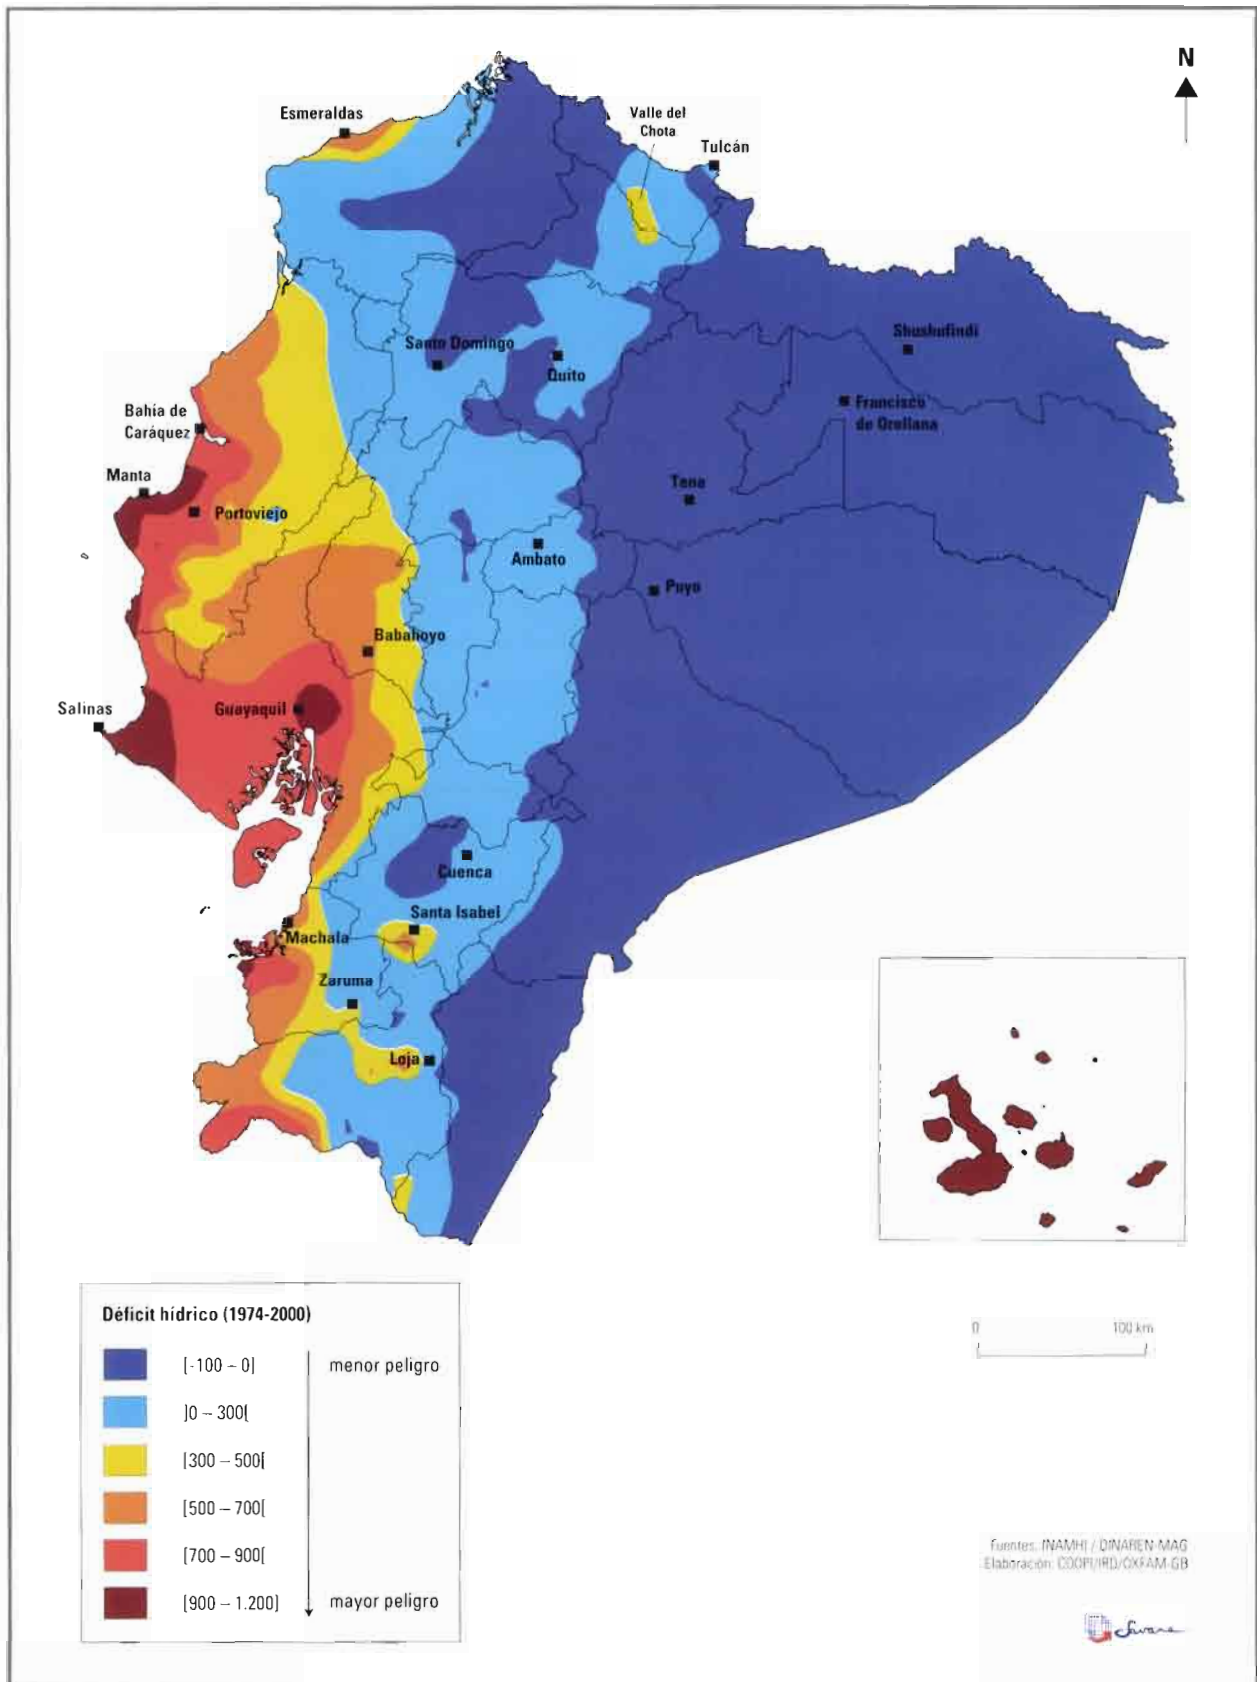 N
Esmeraldas
Valle del
Chota
Tulcán
Shushufindi
Santo Domingo
Quito
Francisco
de Orellana
Bahía de
Caráquez
Manta
Portoviejo
Tena
Ambato
Puyo
Babahoyo
Salinas
Guayaquil
Cuenca
Santa Isabel
Machala
Zaruma
Loja
Déficit hídrico (1974-2000)
[-100 – 0]
menor peligro
]0 – 300[
[300 – 500[
[500 – 700[
[700 – 900[
[900 – 1.200]
mayor peligro
0 100 km
Fuentes: INAMHI / DINAREN-MAG
Elaboración: COOPI/IRD/OXFAM-GB
Savane